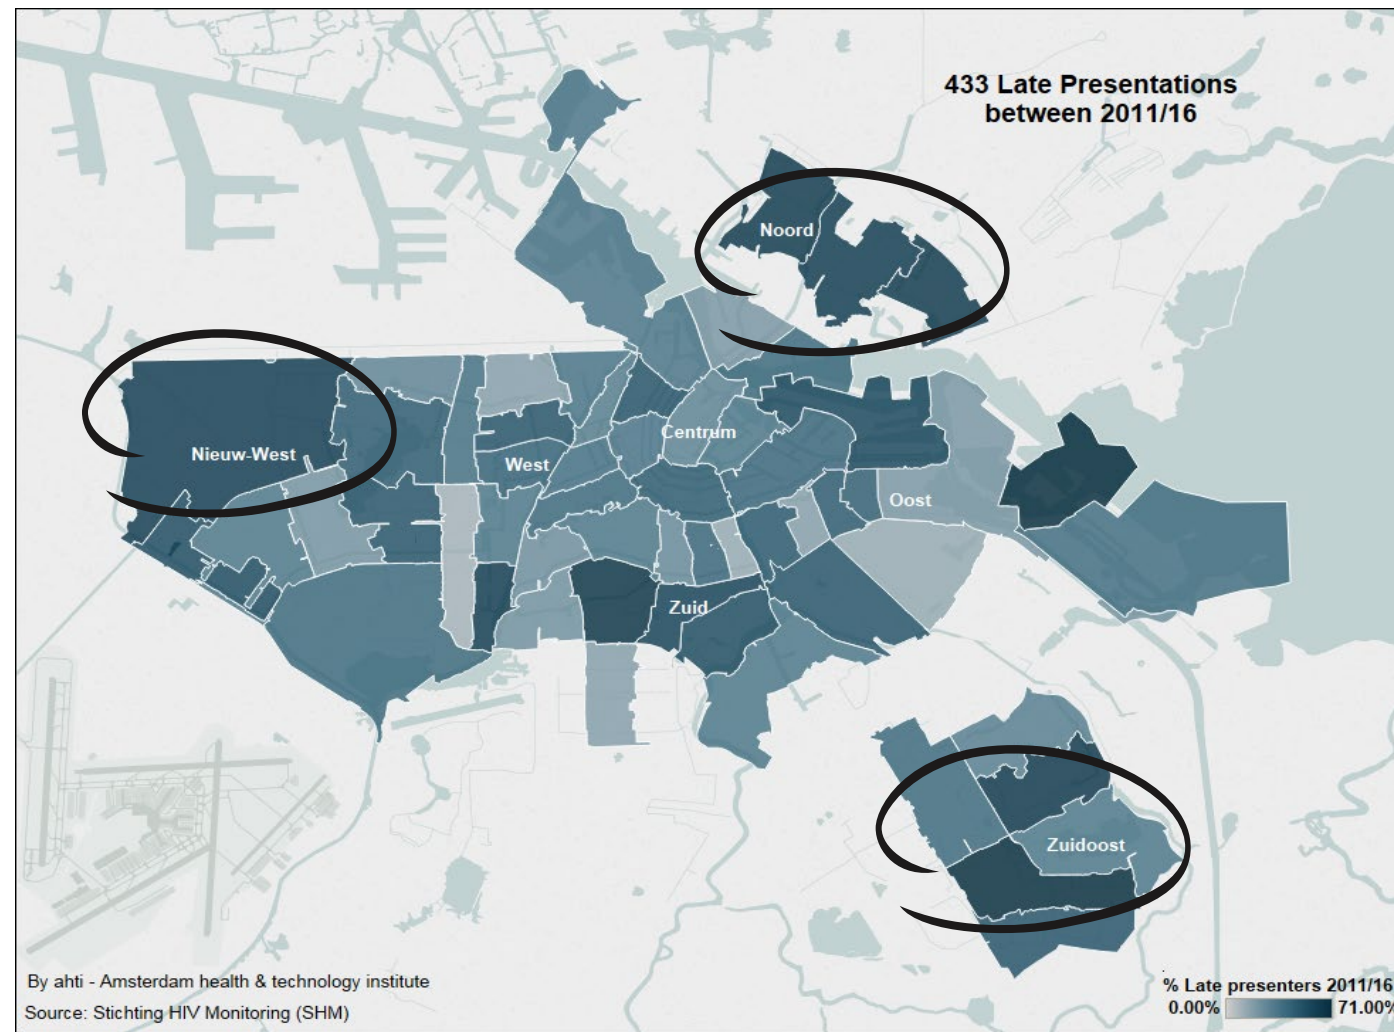 433 Late Presentations
between 2011/16
Noord
Nieuw-West
Centrum
West
Oost
Zuid
Zuidoost
By ahti - Amsterdam health & technology institute
Source: Stichting HIV Monitoring (SHM)
% Late presenters 2011/16
0.00% 71.00%